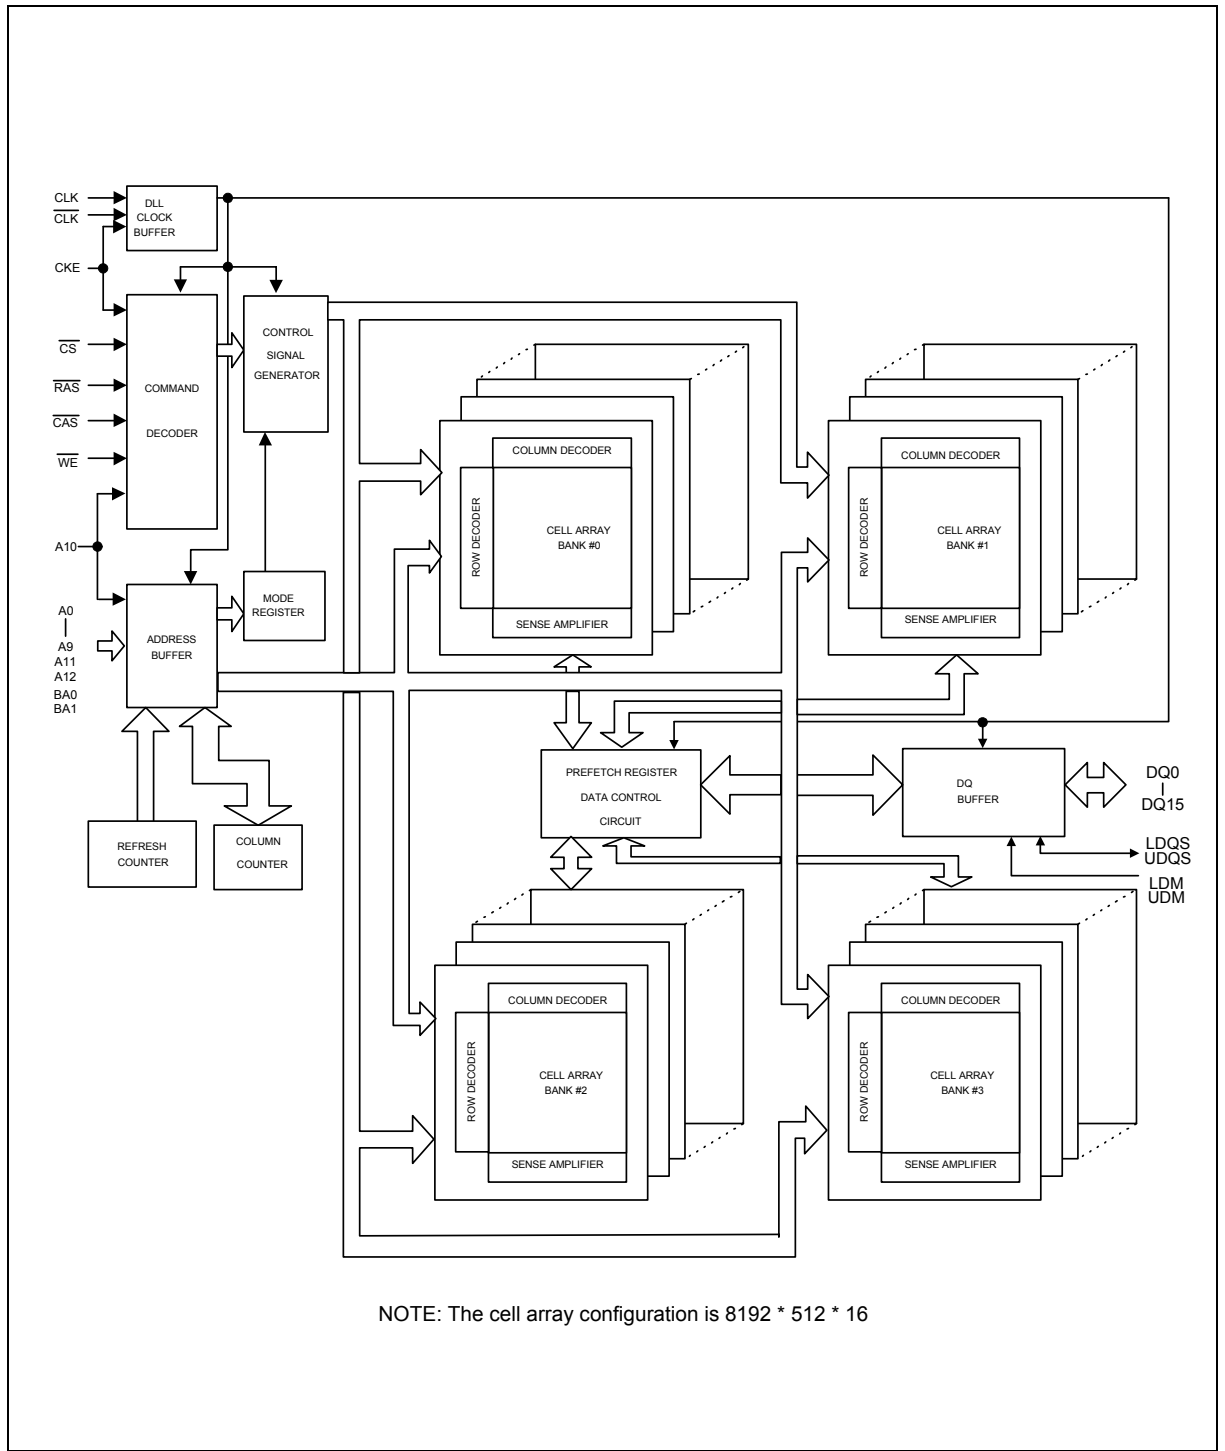 CLK
CLK
CKE
DLL
CLOCK
BUFFER
CS
RAS
CAS
WE
COMMAND
DECODER
CONTROL
SIGNAL
GENERATOR
A10
A0
A9
A11
A12
BA0
BA1
ADDRESS
BUFFER
MODE
REGISTER
REFRESH
COUNTER
COLUMN
COUNTER
COLUMN DECODER
ROW DECODER
CELL ARRAY
BANK #0
SENSE AMPLIFIER
COLUMN DECODER
ROW DECODER
CELL ARRAY
BANK #1
SENSE AMPLIFIER
PREFETCH REGISTER
DATA CONTROL
CIRCUIT
DQ
BUFFER
DQ0
DQ15
LDQS
UDQS
LDM
UDM
COLUMN DECODER
ROW DECODER
CELL ARRAY
BANK #2
SENSE AMPLIFIER
COLUMN DECODER
ROW DECODER
CELL ARRAY
BANK #3
SENSE AMPLIFIER
NOTE: The cell array configuration is 8192 * 512 * 16